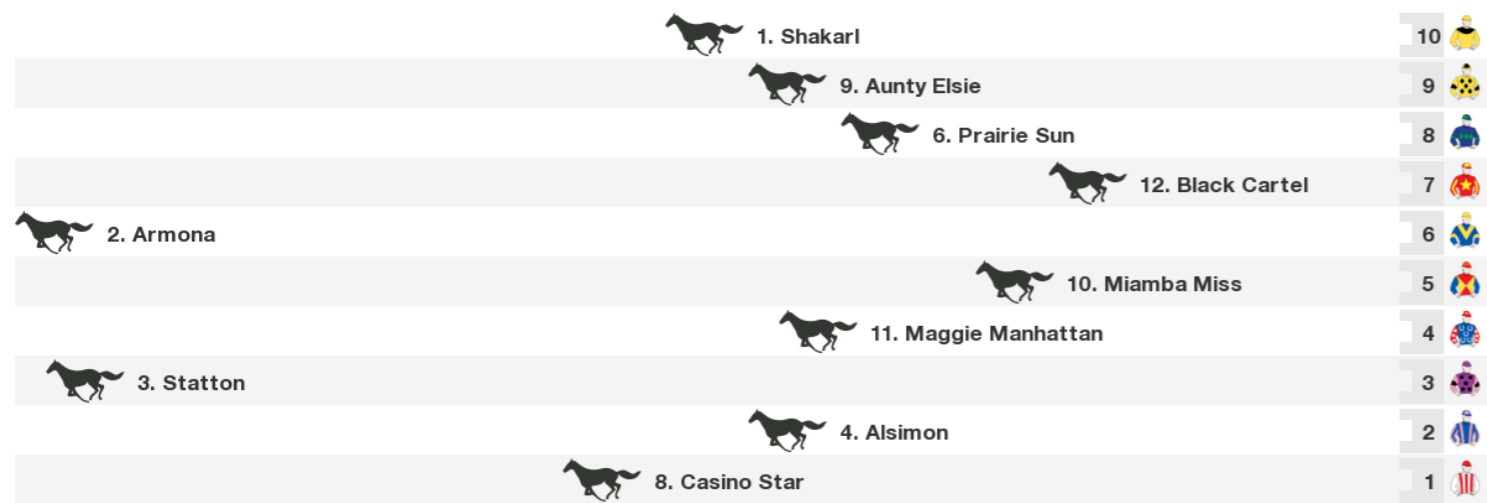 1. Shakarl 10
9. Aunty Elsie 9
6. Prairie Sun 8
12. Black Cartel 7
2. Armona 6
10. Miamba Miss 5
11. Maggie Manhattan 4
3. Statton 3
4. Alsimon 2
8. Casino Star 1